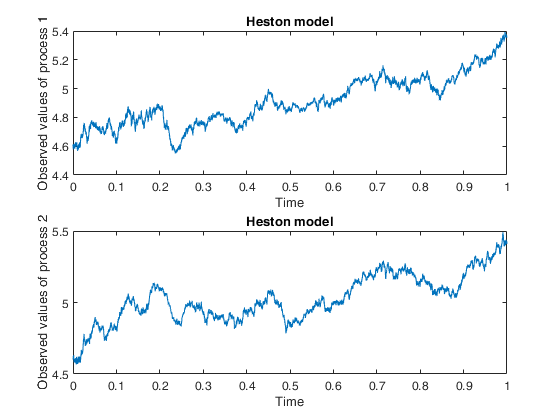 Heston model
Observed values of process 1
5.4
5.2
5
4.8
4.6
4.4
0 0.1 0.2 0.3 0.4 0.5 0.6 0.7 0.8 0.9 1
Time
Heston model
Observed values of process 2
5.5
5
4.5
0 0.1 0.2 0.3 0.4 0.5 0.6 0.7 0.8 0.9 1
Time